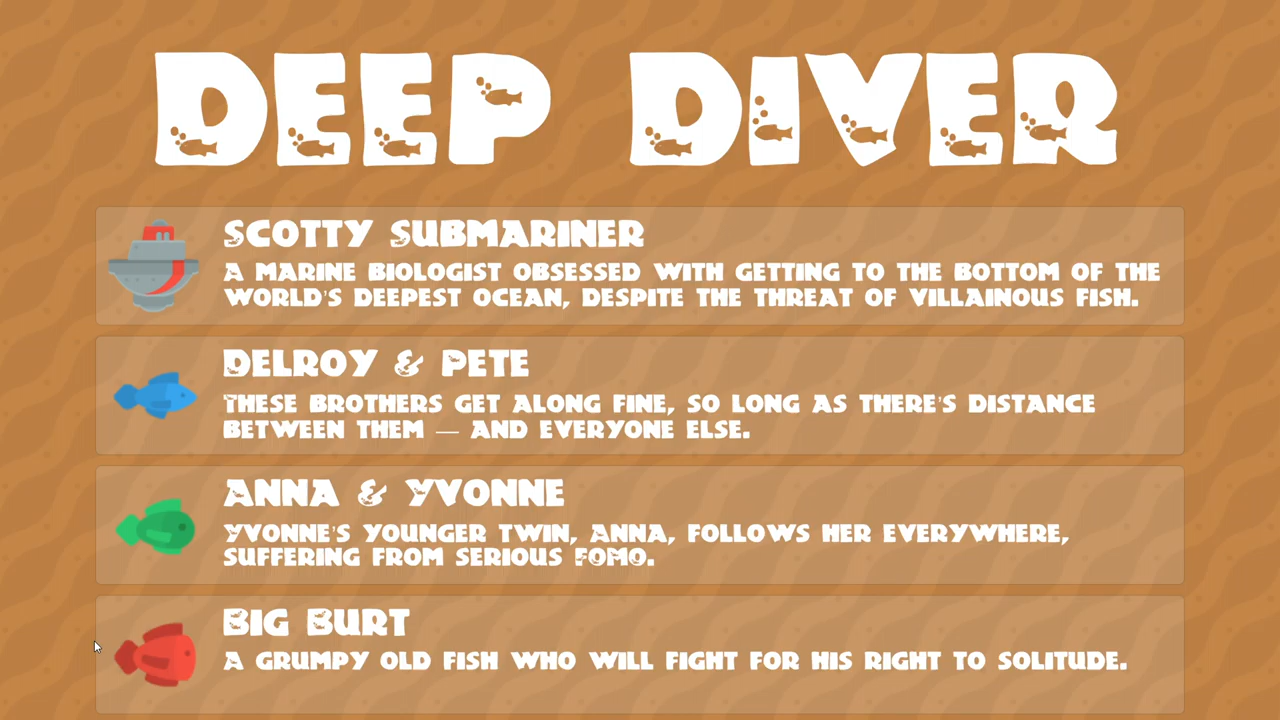 DEEP DIVER
SCOTTY SUBMARINER
A MARINE BIOLOGIST OBSESSED WITH GETTING TO THE BOTTOM OF THE
WORLD'S DEEPEST OCEAN, DESPITE THE THREAT OF VILLAINOUS FISH.
DELROY & PETE
THESE BROTHERS GET ALONG FINE, SO LONG AS THERE'S DISTANCE
BETWEEN THEM — AND EVERYONE ELSE.
ANNA & YVONNE
YVONNE'S YOUNGER TWIN, ANNA, FOLLOWS HER EVERYWHERE,
SUFFERING FROM SERIOUS FOMO.
BIG BURT
A GRUMPY OLD FISH WHO WILL FIGHT FOR HIS RIGHT TO SOLITUDE.